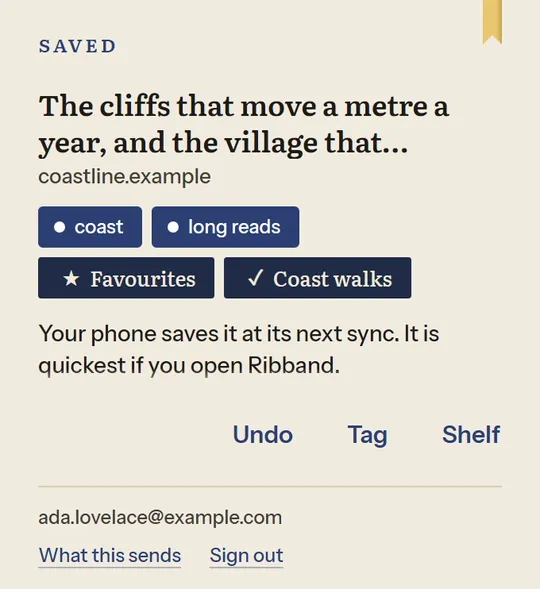 SAVED
The cliffs that move a metre a
year, and the village that…
coastline.example
coast long reads
★ Favourites ✓ Coast walks
Your phone saves it at its next sync. It is
quickest if you open Ribband.
Undo Tag Shelf
ada.lovelace@example.com
What this sends Sign out